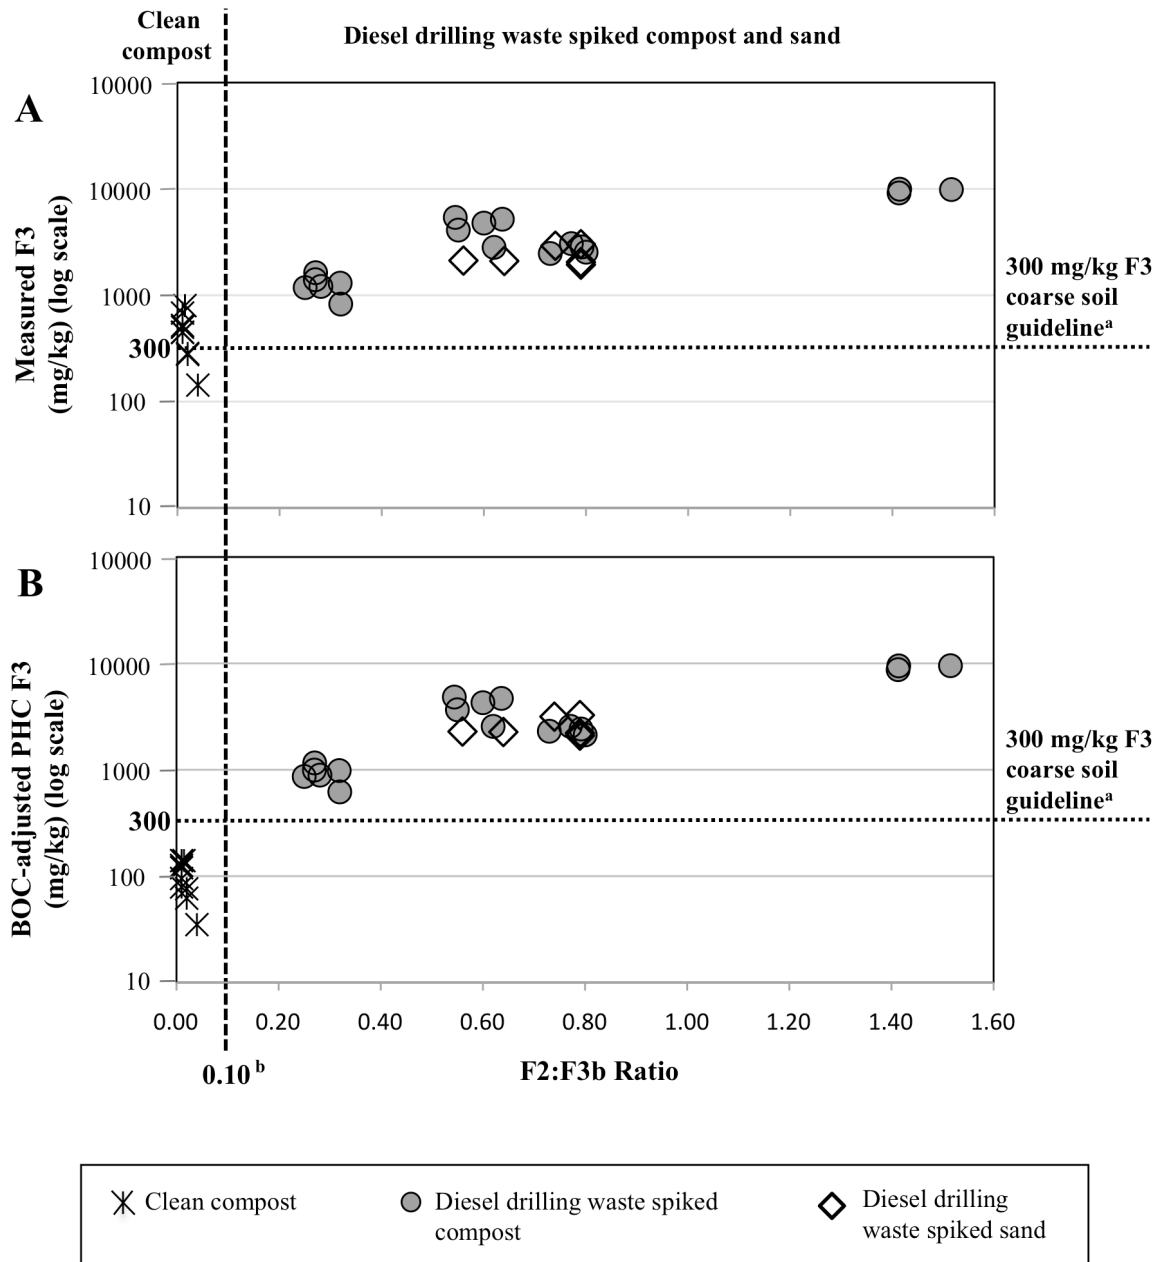 Clean
compost
Diesel drilling waste spiked compost and sand
A
10000
10000
1000
300
100
10
Measured F3
(mg/kg) (log scale)
300 mg/kg F3
coarse soil
guidelineᵃ
B
10000
10000
1000
300
100
10
BOC-adjusted PHC F3
(mg/kg) (log scale)
300 mg/kg F3
coarse soil
guidelineᵃ
0.00 0.20 0.40 0.60 0.80 1.00 1.20 1.40 1.60
0.10 ᵇ
F2:F3b Ratio
Clean compost
Diesel drilling waste spiked
compost
Diesel drilling
waste spiked sand